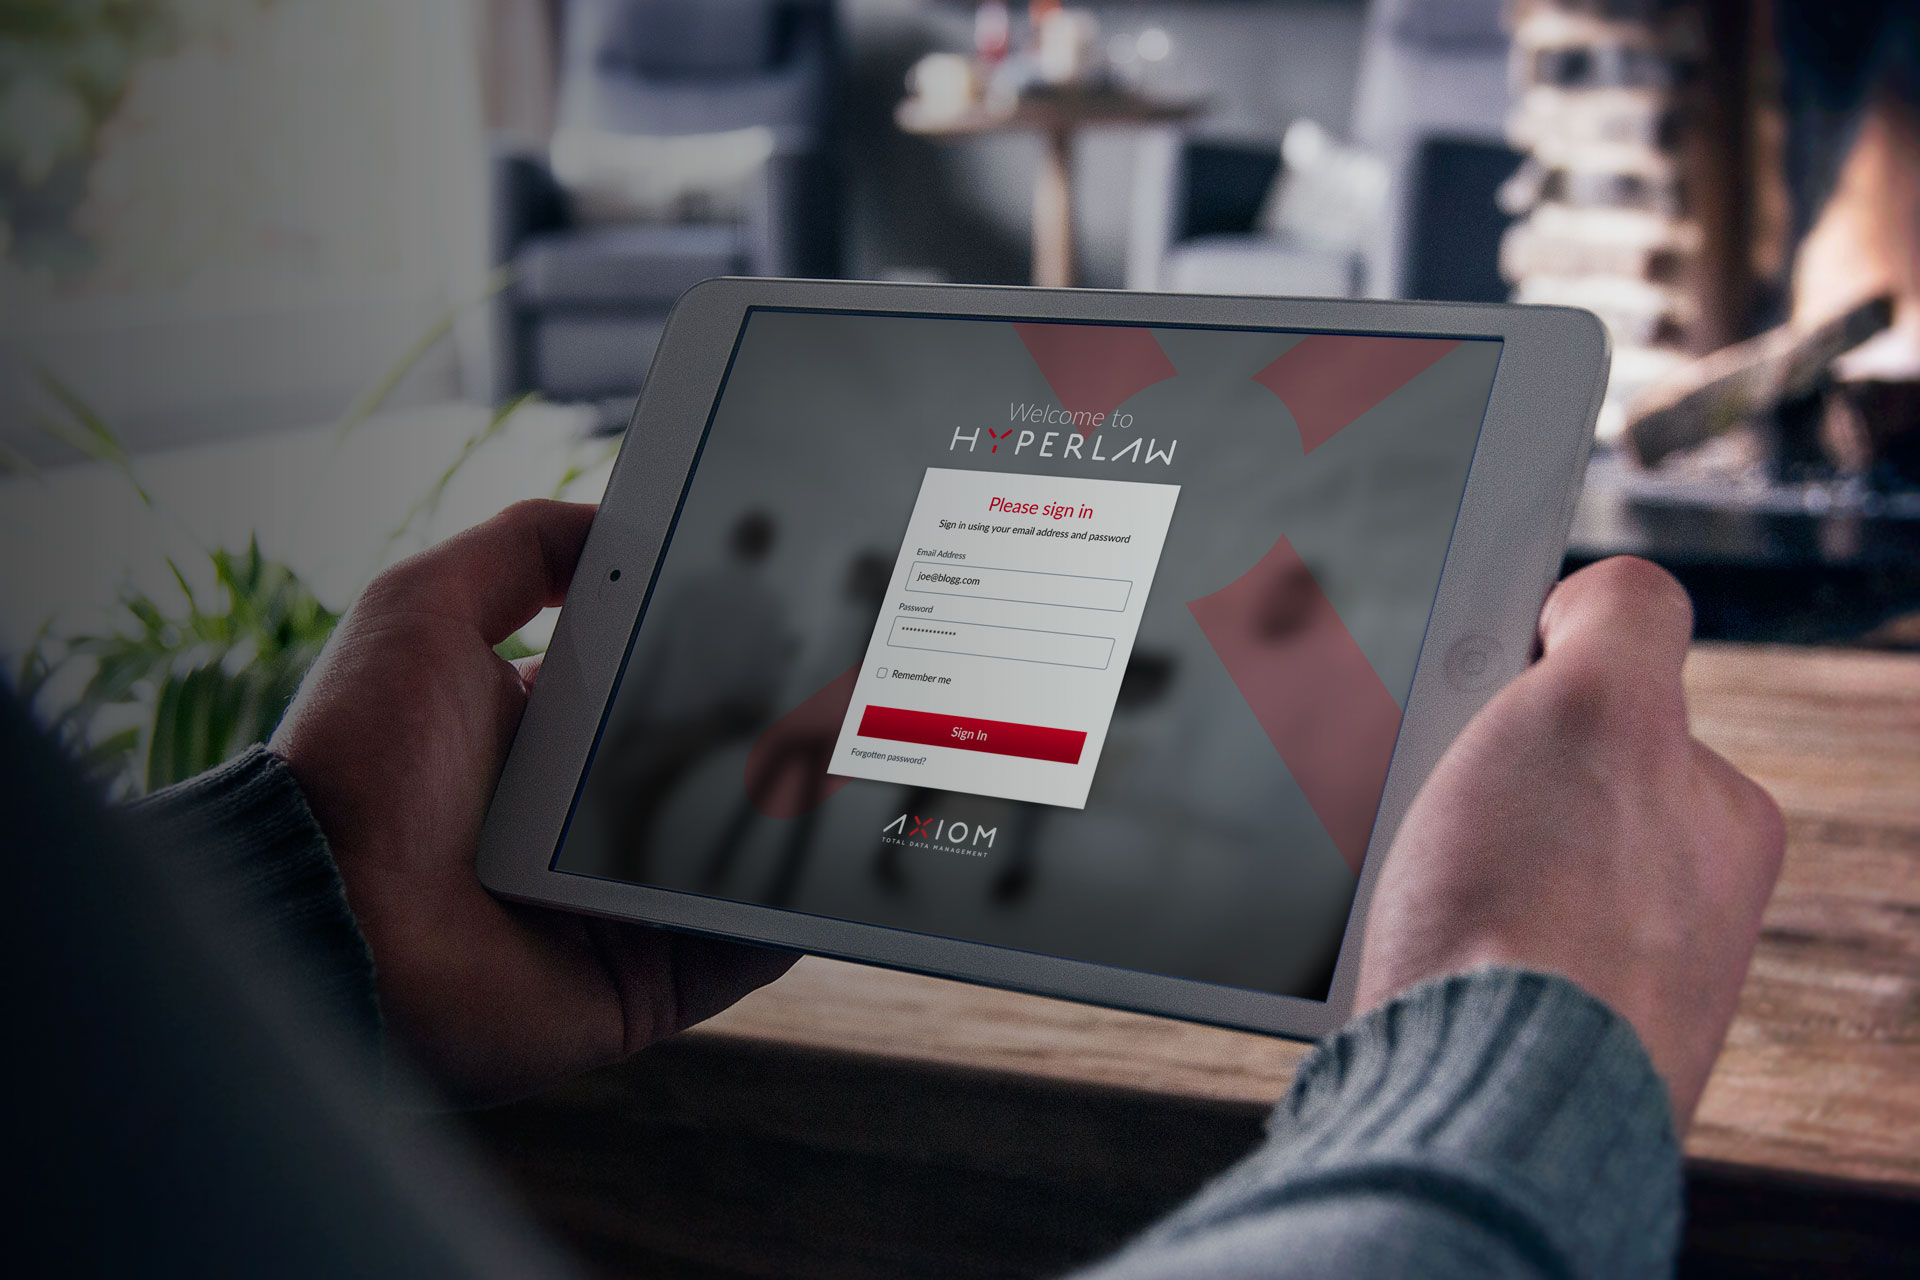 Welcome to
HYPERLAW
Please sign in
Sign in using your email address and password
Email Address
joe@blogg.com
Password
••••••••••••••
Remember me
Sign In
Forgotten password?
AXIOM
TOTAL DATA MANAGEMENT